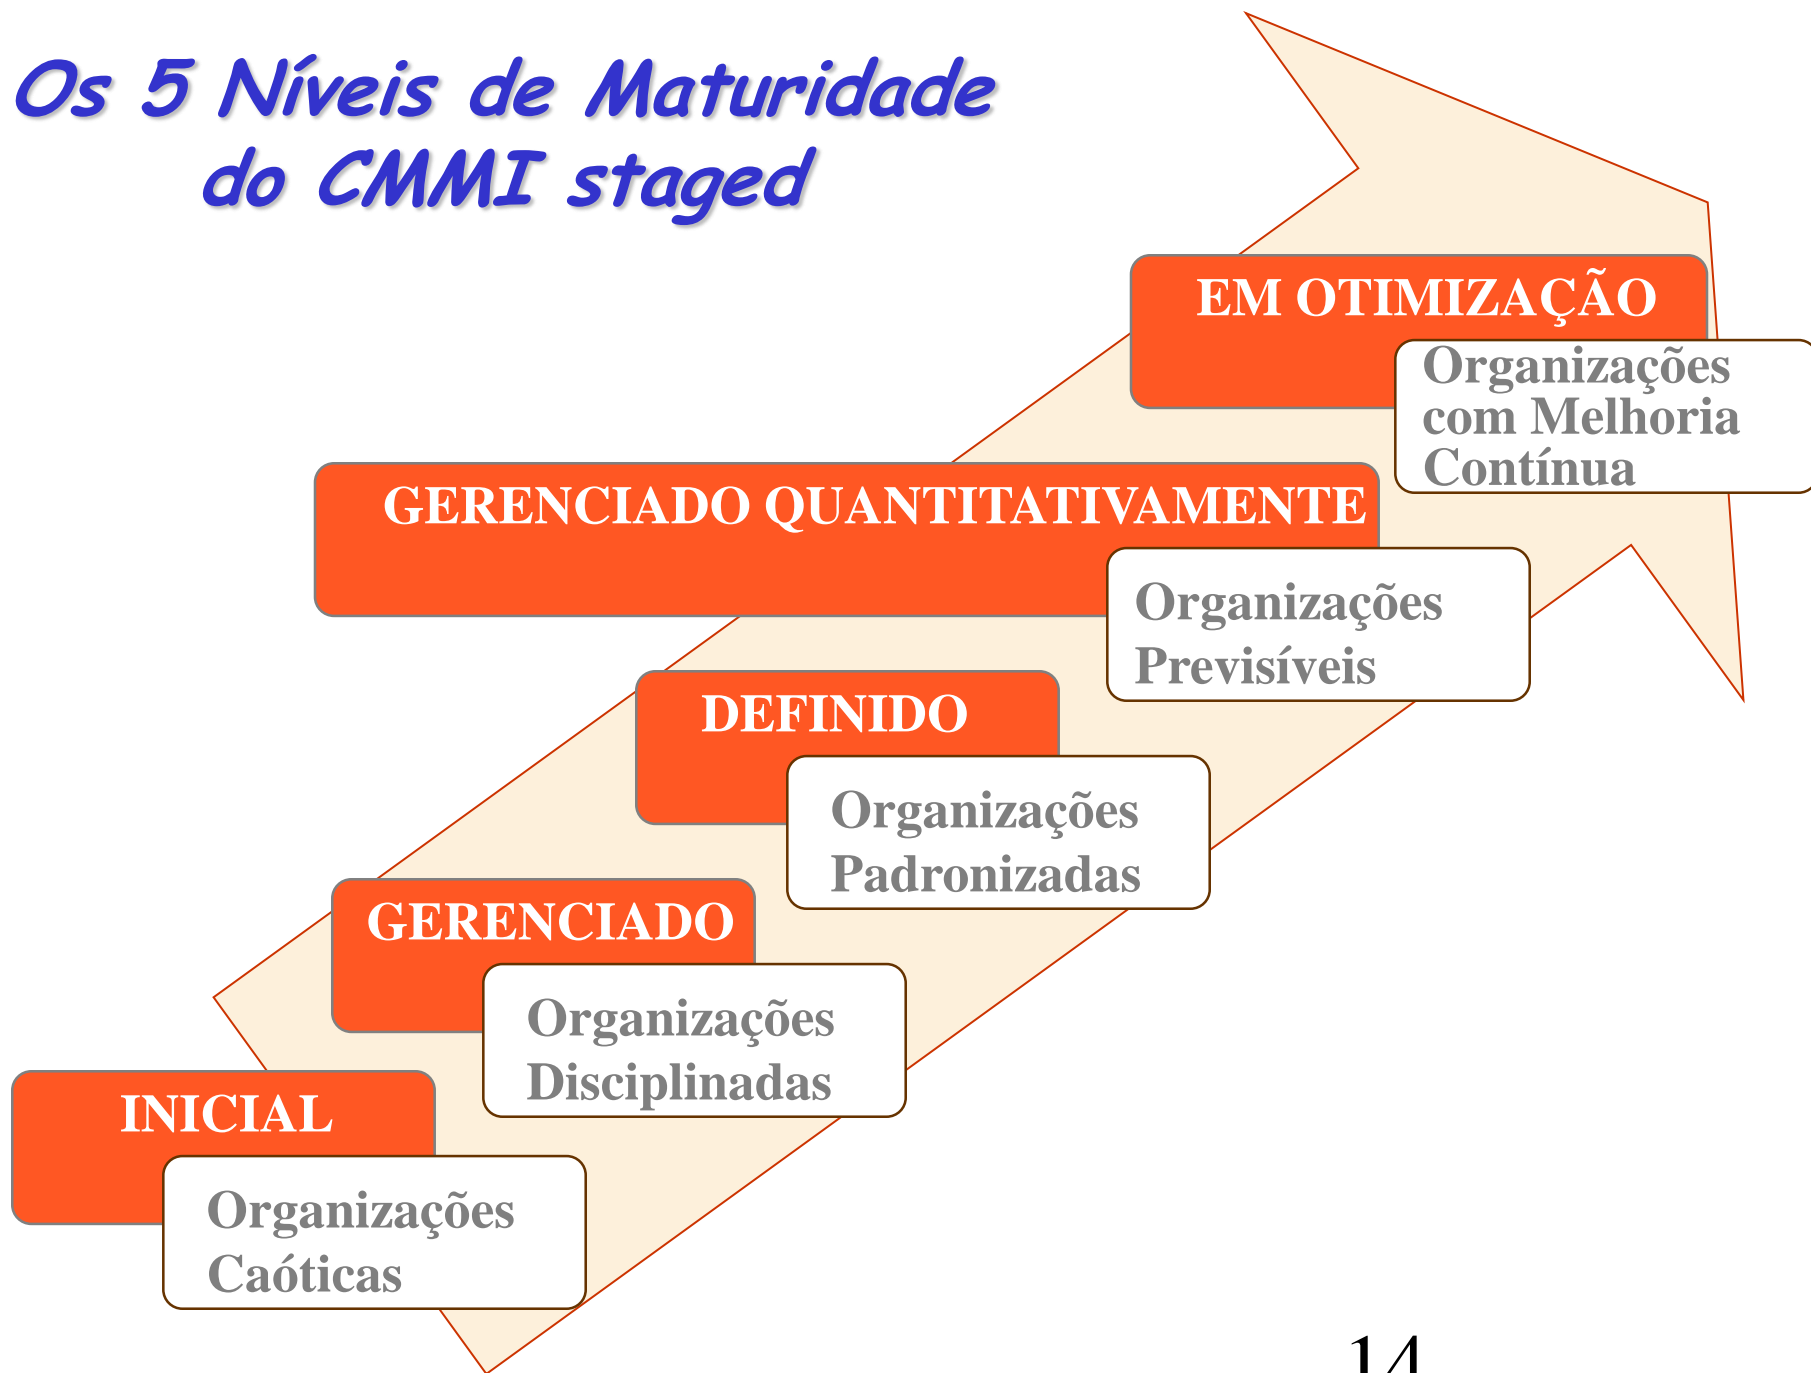 Os 5 Níveis de Maturidade
do CMMI staged
EM OTIMIZAÇÃO
Organizações
com Melhoria
Contínua
GERENCIADO QUANTITATIVAMENTE
Organizações
Previsíveis
DEFINIDO
Organizações
Padronizadas
GERENCIADO
Organizações
Disciplinadas
INICIAL
Organizações
Caóticas
14